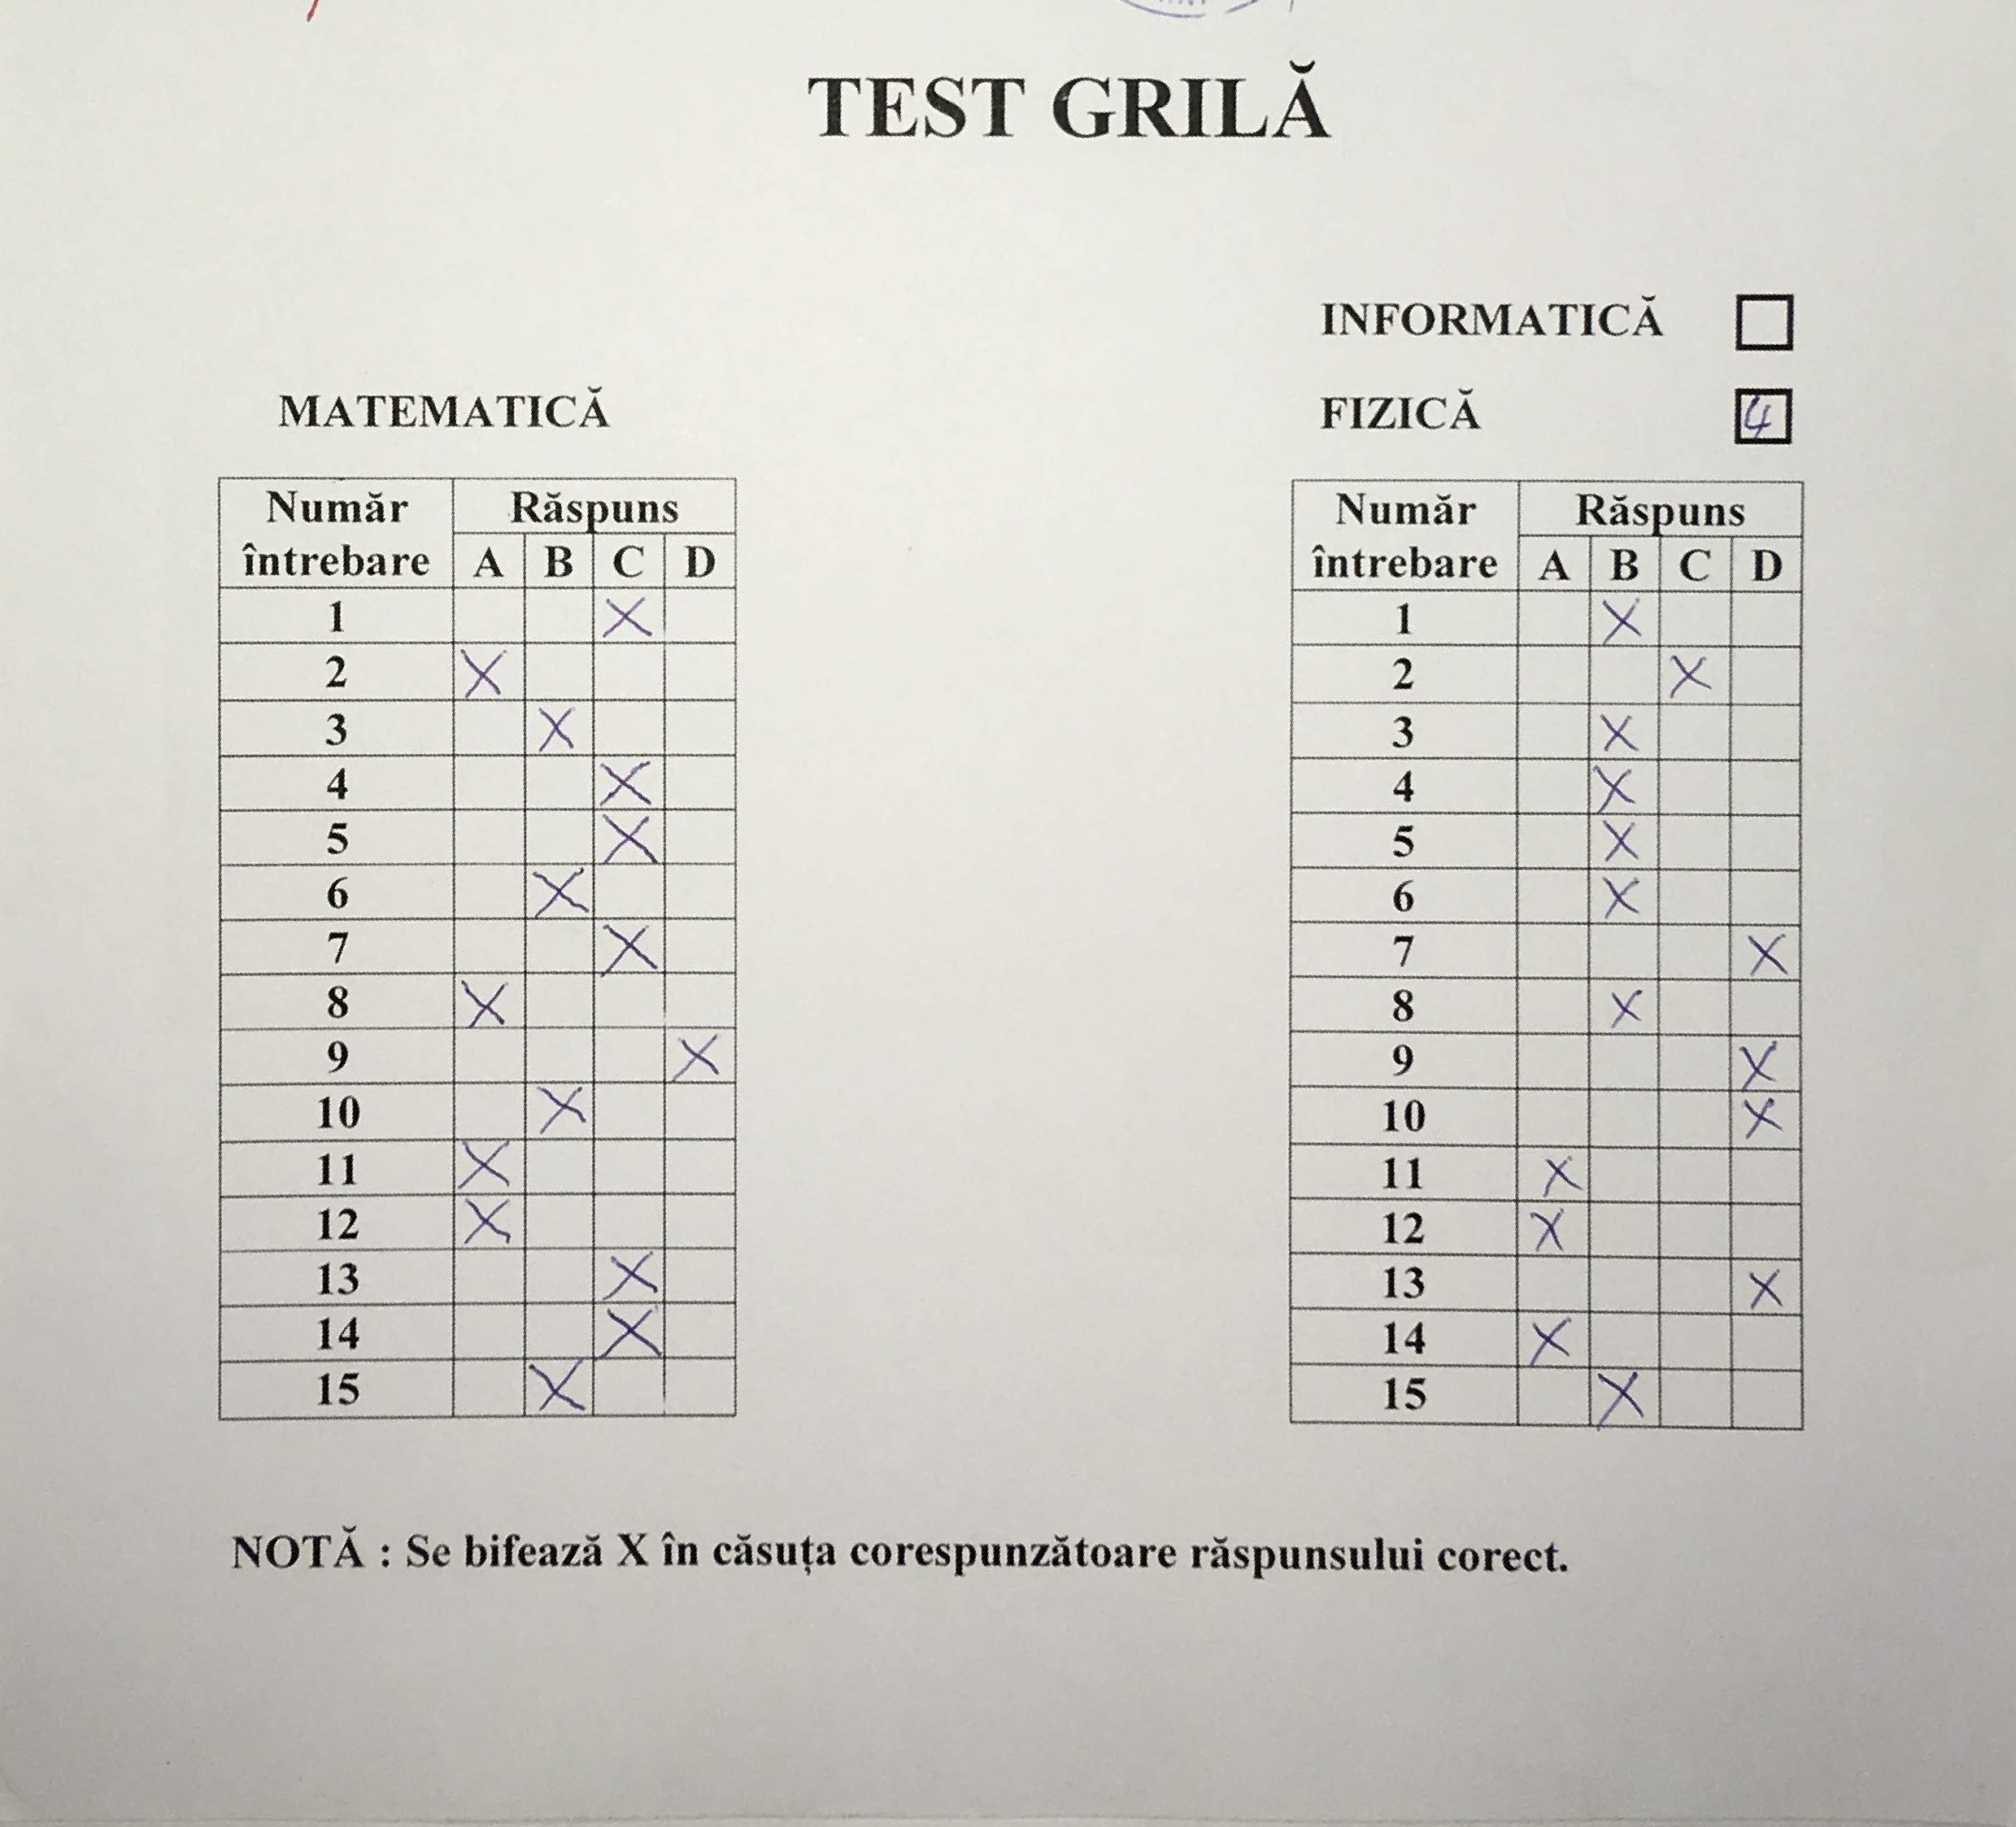 TEST GRILĂ
INFORMATICĂ
MATEMATICĂ
FIZICĂ 4
Număr întrebare Răspuns
A B C D
1 X
2 X
3 X
4 X
5 X
6 X
7 X
8 X
9 X
10 X
11 X
12 X
13 X
14 X
15 X
Număr întrebare Răspuns
A B C D
1 X
2 X
3 X
4 X
5 X
6 X
7 X
8 X
9 X
10 X
11 X
12 X
13 X
14 X
15 X
NOTĂ : Se bifează X în căsuța corespunzătoare răspunsului corect.